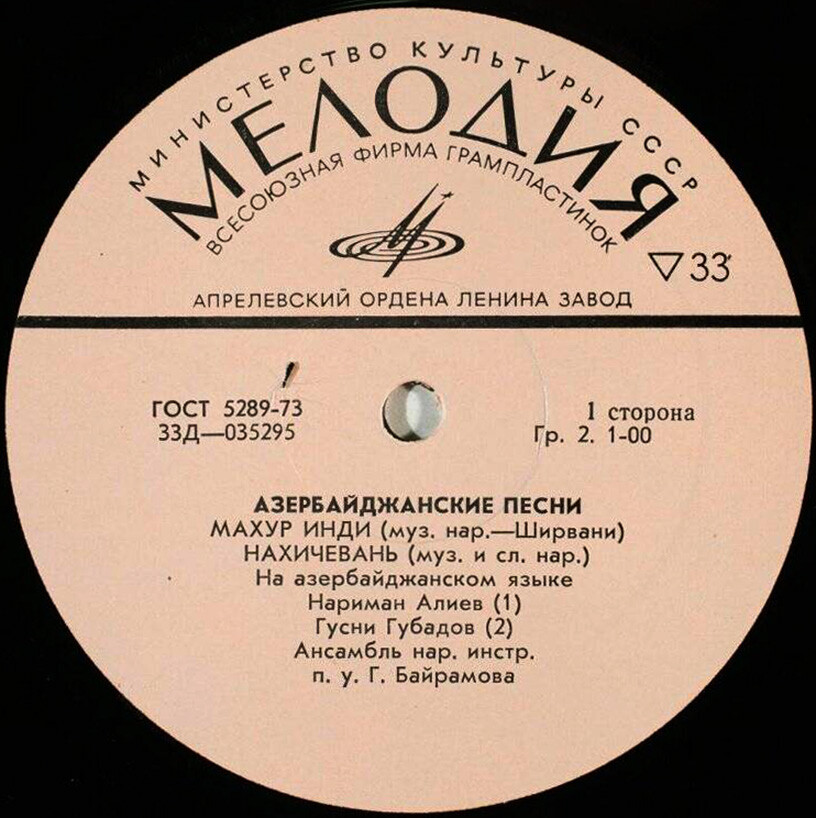 МИНИСТЕРСТВО КУЛЬТУРЫ СССР
МЕЛОДИЯ
ВСЕСОЮЗНАЯ ФИРМА ГРАМПЛАСТИНОК
▽33
АПРЕЛЕВСКИЙ ОРДЕНА ЛЕНИНА ЗАВОД
ГОСТ 5289-73
33Д—035295
1 сторона
Гр. 2. 1-00
АЗЕРБАЙДЖАНСКИЕ ПЕСНИ
МАХУР ИНДИ (муз. нар.—Ширвани)
НАХИЧЕВАНЬ (муз. и сл. нар.)
На азербайджанском языке
Нариман Алиев (1)
Гусни Губадов (2)
Ансамбль нар. инстр.
п. у. Г. Байрамова